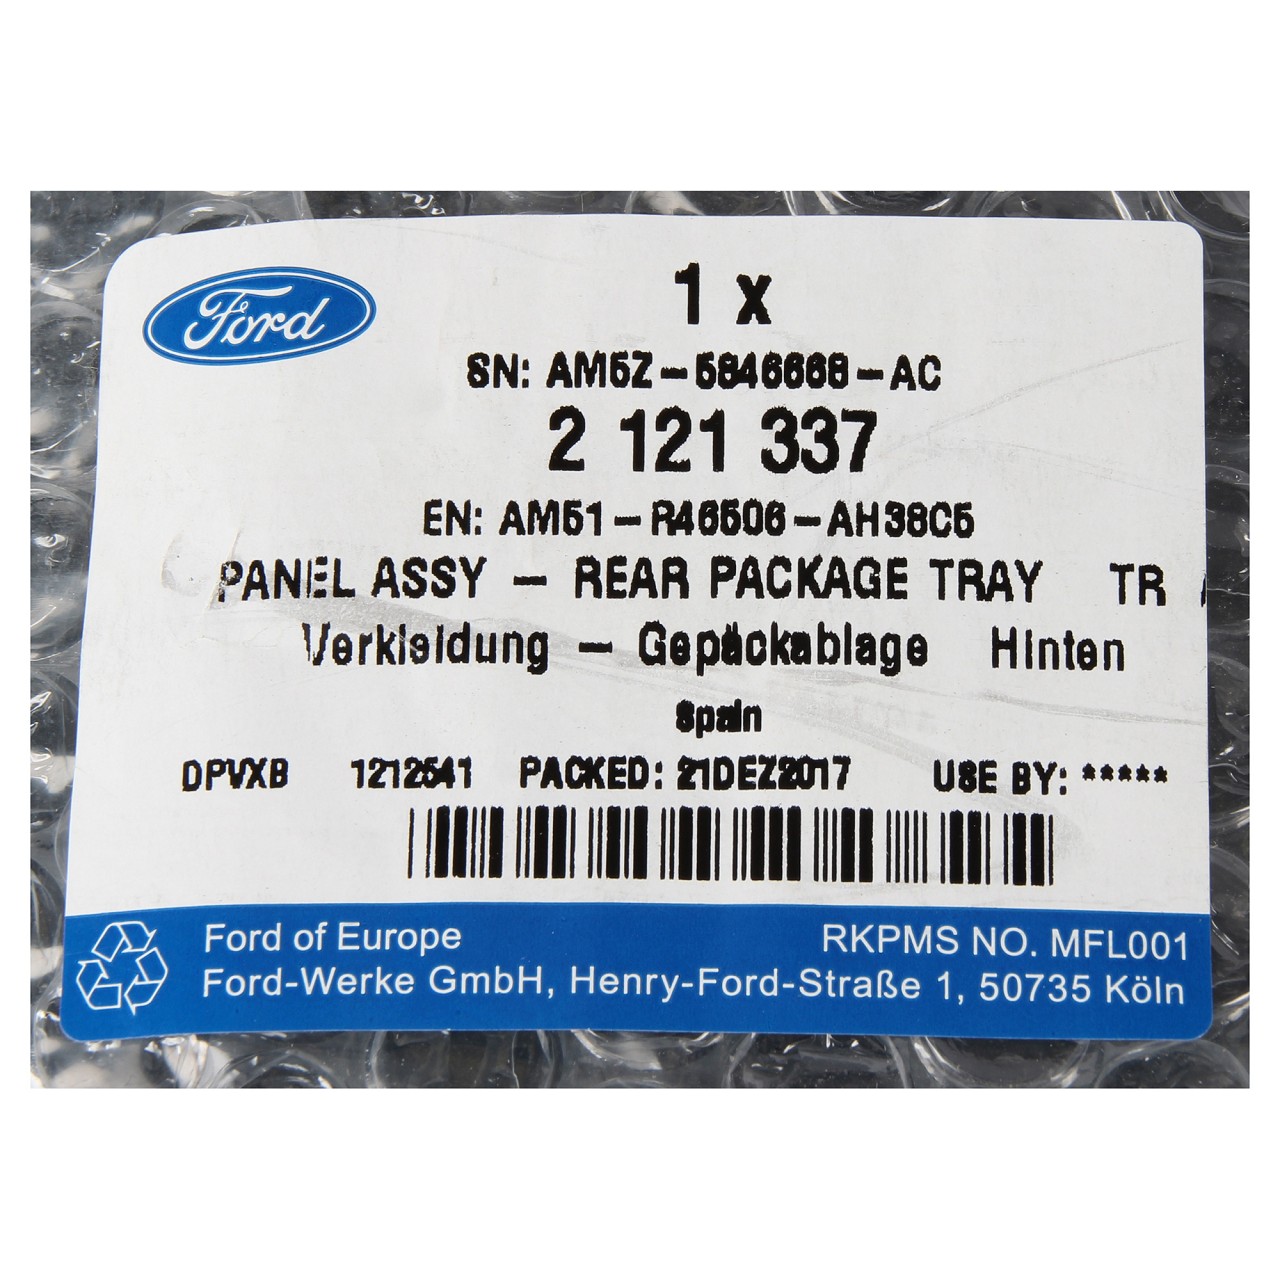 Ford
1 x
SN: AM5Z-5846668-AC
2 121 337
EN: AM51-R46506-AH38C5
PANEL ASSY - REAR PACKAGE TRAY TR
Verkleidung - Gepäckablage Hinten
Spain
DPVXB 1212541 PACKED: 21DEZ2017 USE BY: *****
Ford of Europe RKPMS NO. MFL001
Ford-Werke GmbH, Henry-Ford-Straße 1, 50735 Köln